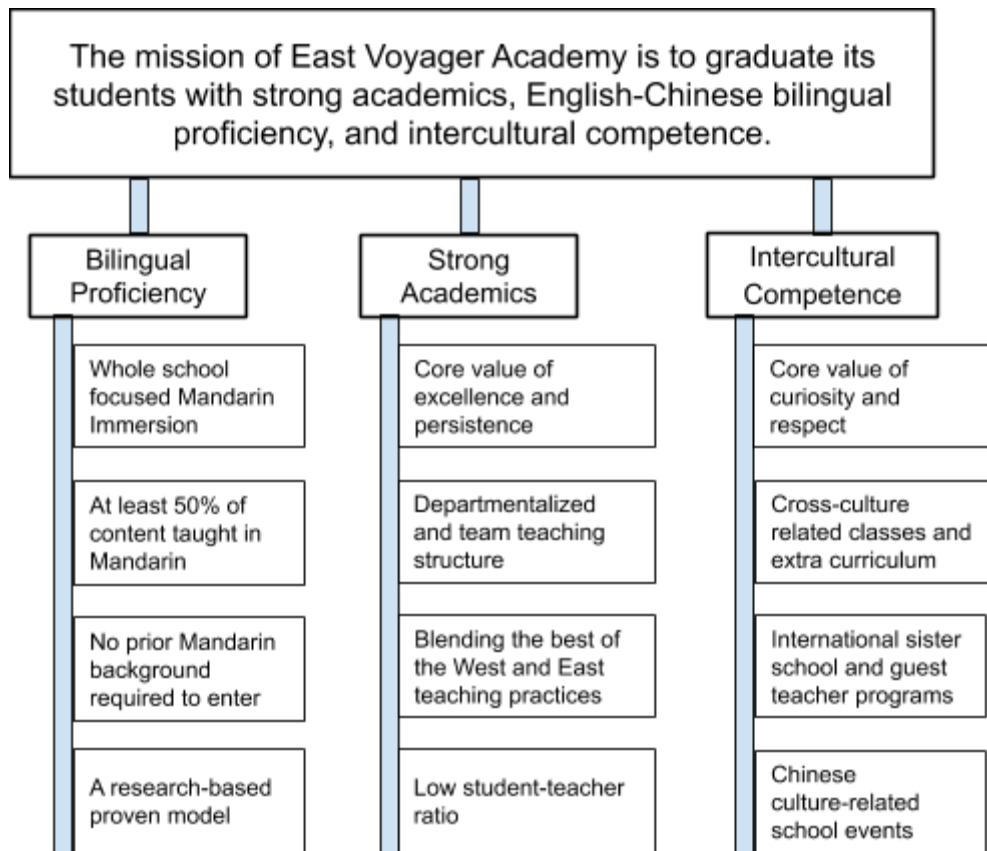 The mission of East Voyager Academy is to graduate its
students with strong academics, English-Chinese bilingual
proficiency, and intercultural competence.
Bilingual
Proficiency
Whole school
focused Mandarin
Immersion
At least 50% of
content taught in
Mandarin
No prior Mandarin
background
required to enter
A research-based
proven model
Strong
Academics
Core value of
excellence and
persistence
Departmentalized
and team teaching
structure
Blending the best of
the West and East
teaching practices
Low student-teacher
ratio
Intercultural
Competence
Core value of
curiosity and
respect
Cross-culture
related classes and
extra curriculum
International sister
school and guest
teacher programs
Chinese
culture-related
school events